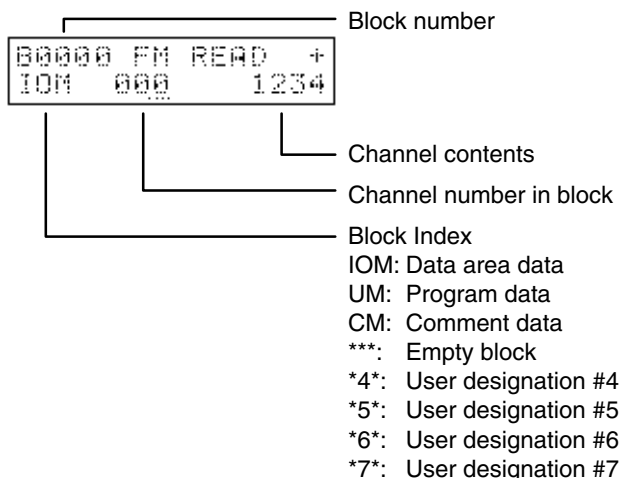 Block number
B0000 FM READ +
IOM 000 1234
Channel contents
Channel number in block
Block Index
IOM: Data area data
UM: Program data
CM: Comment data
***: Empty block
*4*: User designation #4
*5*: User designation #5
*6*: User designation #6
*7*: User designation #7